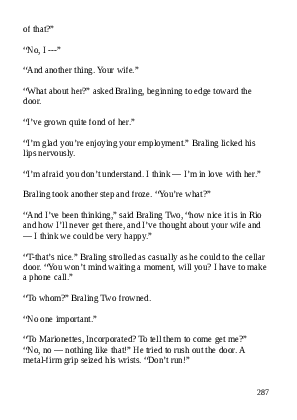 of that?”
“No, I ---”
“And another thing. Your wife.”
“What about her?” asked Braling, beginning to edge toward the
door.
“I’ve grown quite fond of her.”
“I’m glad you’re enjoying your employment.” Braling licked his
lips nervously.
“I’m afraid you don’t understand. I think — I’m in love with her.”
Braling took another step and froze. “You’re what?”
“And I’ve been thinking,” said Braling Two, “how nice it is in Rio
and how I’ll never get there, and I’ve thought about your wife and
— I think we could be very happy.”
“T-that’s nice.” Braling strolled as casually as he could to the cellar
door. “You won’t mind waiting a moment, will you? I have to make
a phone call.”
“To whom?” Braling Two frowned.
“No one important.”
“To Marionettes, Incorporated? To tell them to come get me?”
“No, no — nothing like that!” He tried to rush out the door. A
metal-firm grip seized his wrists. “Don’t run!”
287